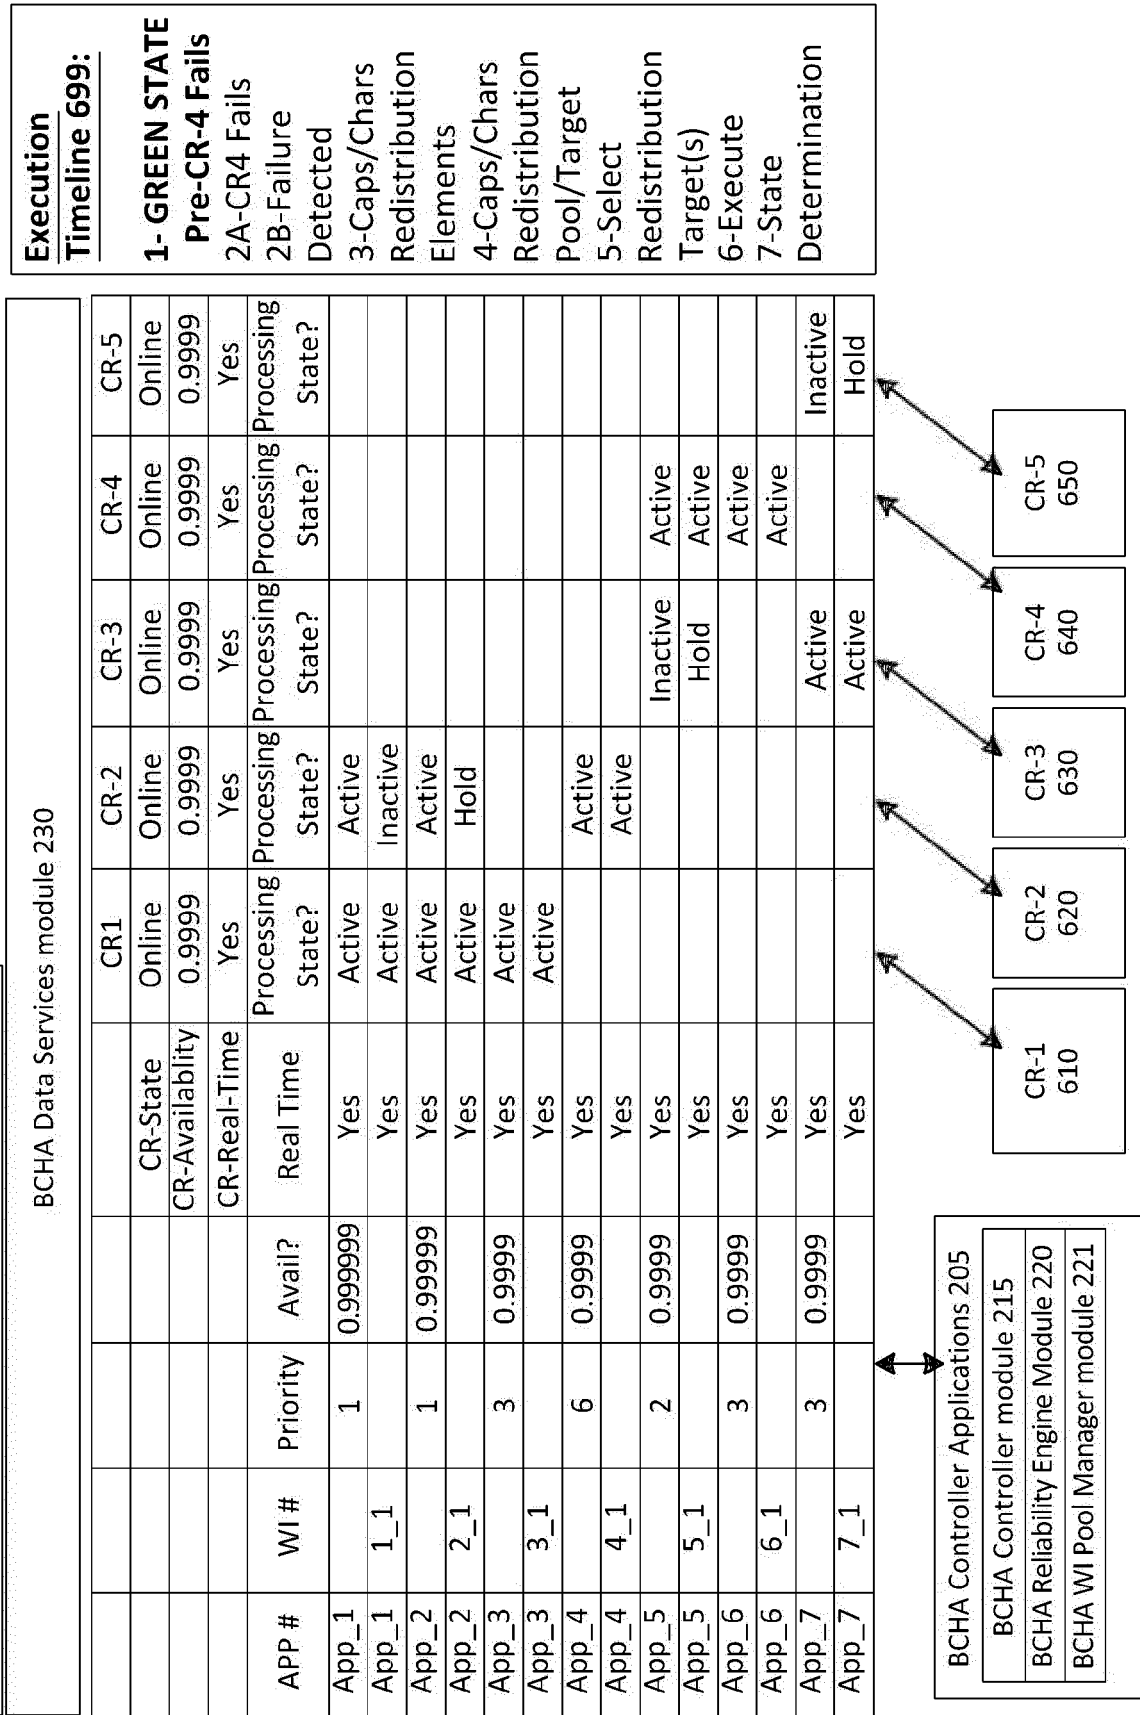 BCHA Data Services module 230
CR1 CR-2 CR-3 CR-4 CR-5
CR-State Online Online Online Online Online
CR-Availablity 0.9999 0.9999 0.9999 0.9999 0.9999
CR-Real-Time Yes Yes Yes Yes Yes
APP # WI # Priority Avail? Real Time Processing State? Processing State? Processing State? Processing State? Processing State?
App_1 1 0.999999 Yes Active Active
App_1 1_1 Yes Active Inactive
App_2 1 0.99999 Yes Active Active
App_2 2_1 Yes Active Hold
App_3 3 0.9999 Yes Active
App_3 3_1 Yes Active
App_4 6 0.9999 Yes Active
App_4 4_1 Yes Active
App_5 2 0.9999 Yes Inactive Active
App_5 5_1 Yes Hold Active
App_6 3 0.9999 Yes Active
App_6 6_1 Yes Active
App_7 3 0.9999 Yes Active Inactive
App_7 7_1 Yes Active Hold
Execution
Timeline 699:
1- GREEN STATE
Pre-CR-4 Fails
2A-CR4 Fails
2B-Failure
Detected
3-Caps/Chars
Redistribution
Elements
4-Caps/Chars
Redistribution
Pool/Target
5-Select
Redistribution
Target(s)
6-Execute
7-State
Determination
BCHA Controller Applications 205
BCHA Controller module 215
BCHA Reliability Engine Module 220
BCHA WI Pool Manager module 221
CR-1
610
CR-2
620
CR-3
630
CR-4
640
CR-5
650